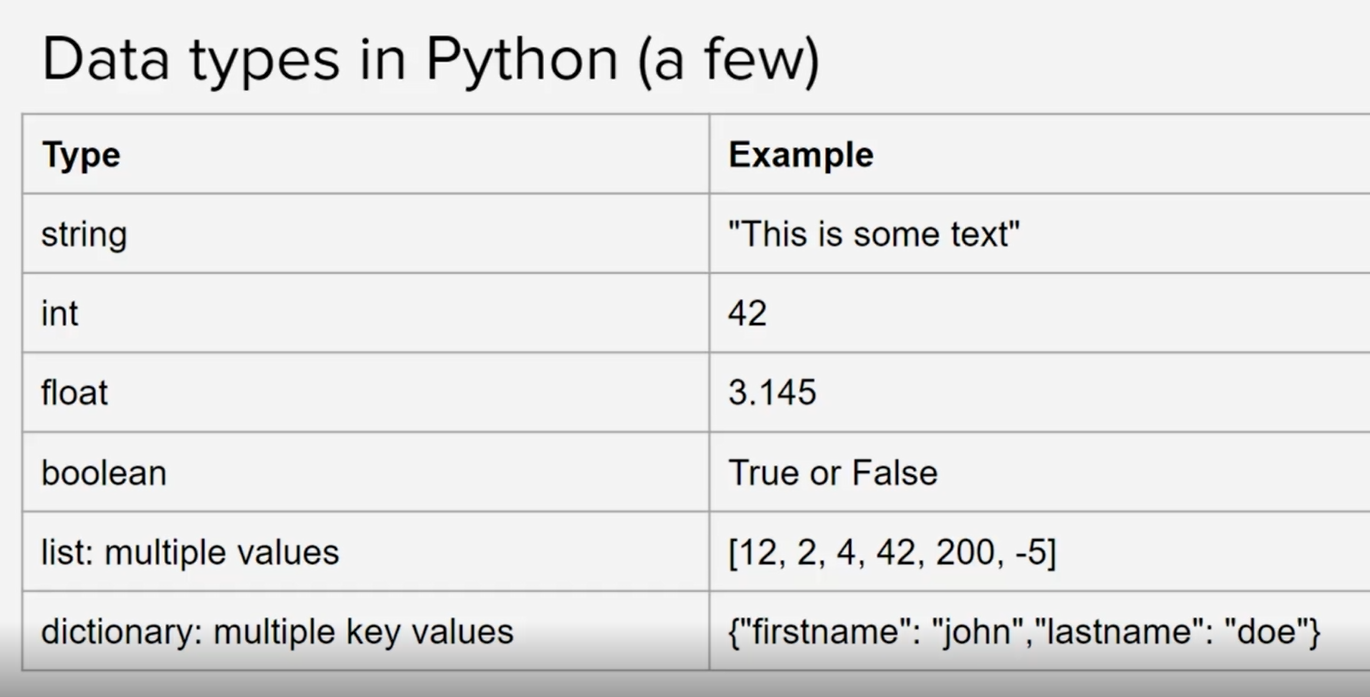 Data types in Python (a few)
Type Example
string "This is some text"
int 42
float 3.145
boolean True or False
list: multiple values [12, 2, 4, 42, 200, -5]
dictionary: multiple key values {"firstname": "john","lastname": "doe"}